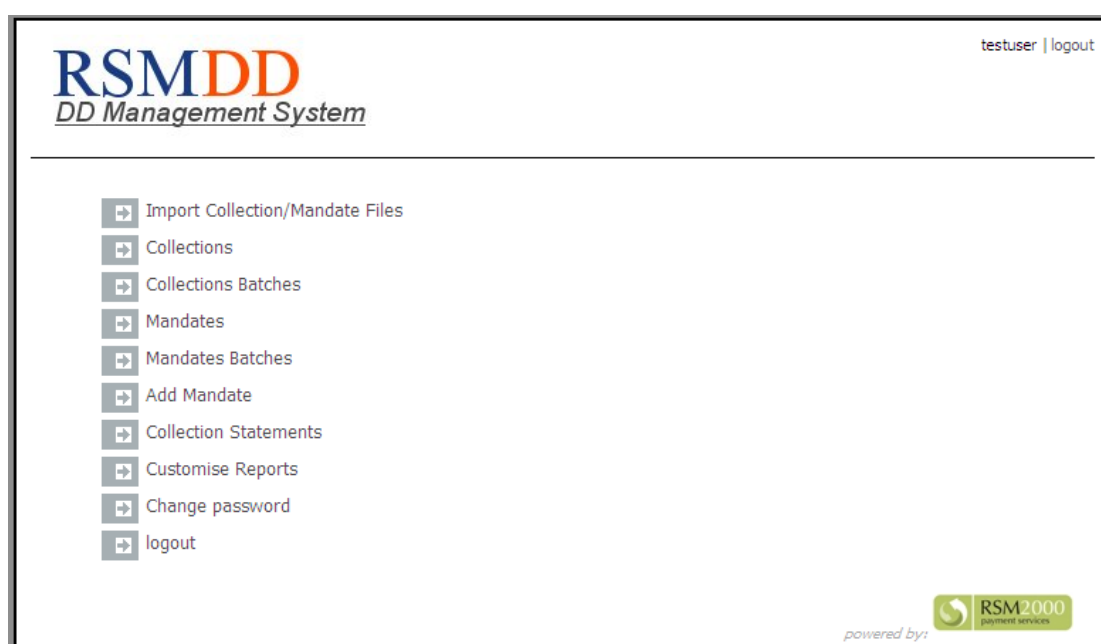 testuser | logout
RSMDD
DD Management System
Import Collection/Mandate Files
Collections
Collections Batches
Mandates
Mandates Batches
Add Mandate
Collection Statements
Customise Reports
Change password
logout
RSM2000
payment services
powered by: